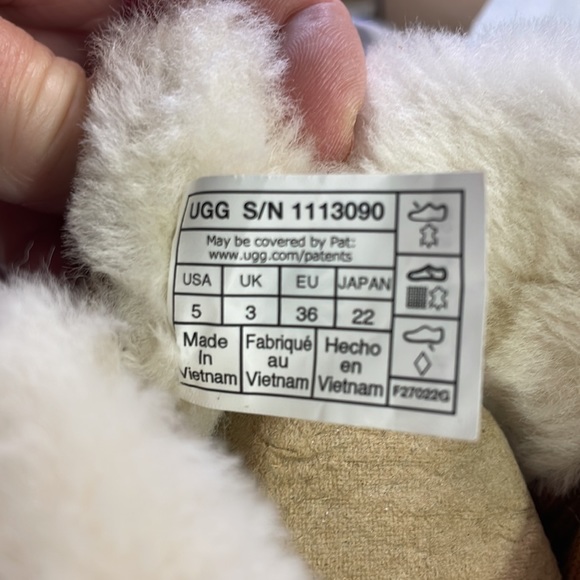 UGG S/N 1113090
May be covered by Pat:
www.ugg.com/patents
USA UK EU JAPAN
5 3 36 22
Made In Vietnam
Fabriqué au Vietnam
Hecho en Vietnam
F27022G